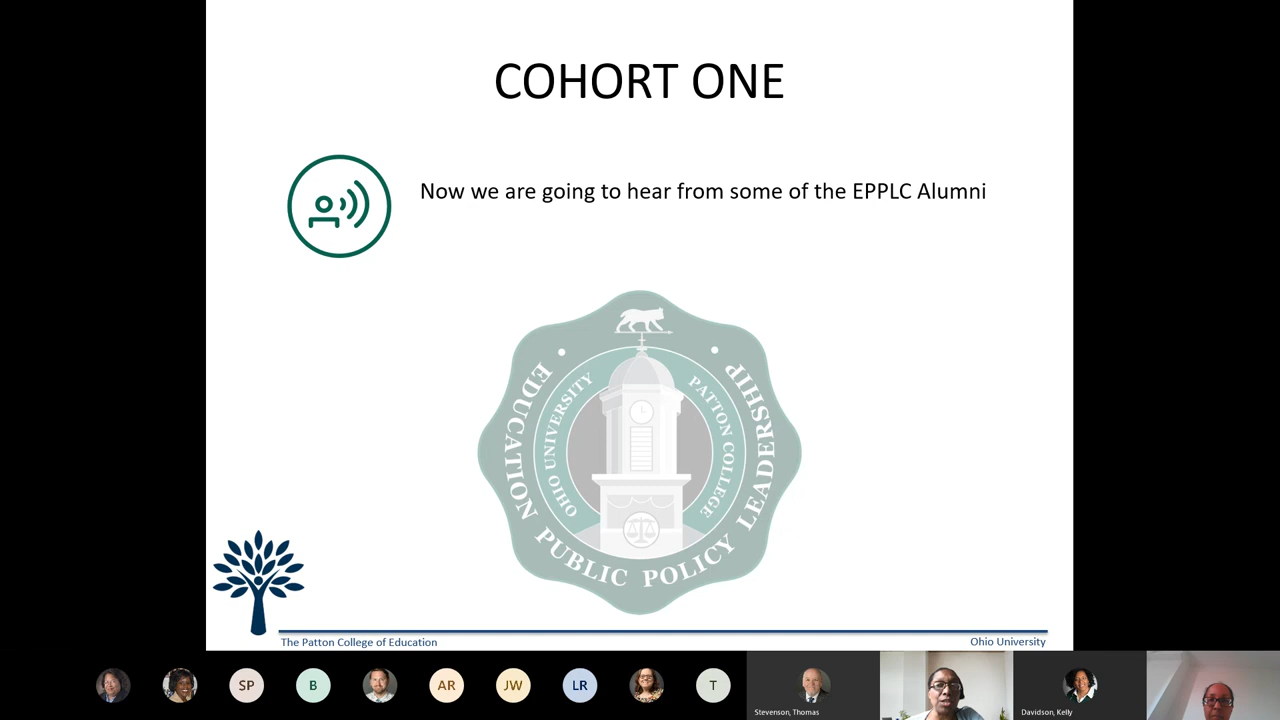 COHORT ONE
Now we are going to hear from some of the EPPLC Alumni
EDUCATION PUBLIC POLICY LEADERSHIP
OHIO UNIVERSITY
PATTON COLLEGE
The Patton College of Education
Ohio University
SP
B
AR
JW
LR
T
Stevenson, Thomas
Davidson, Kelly